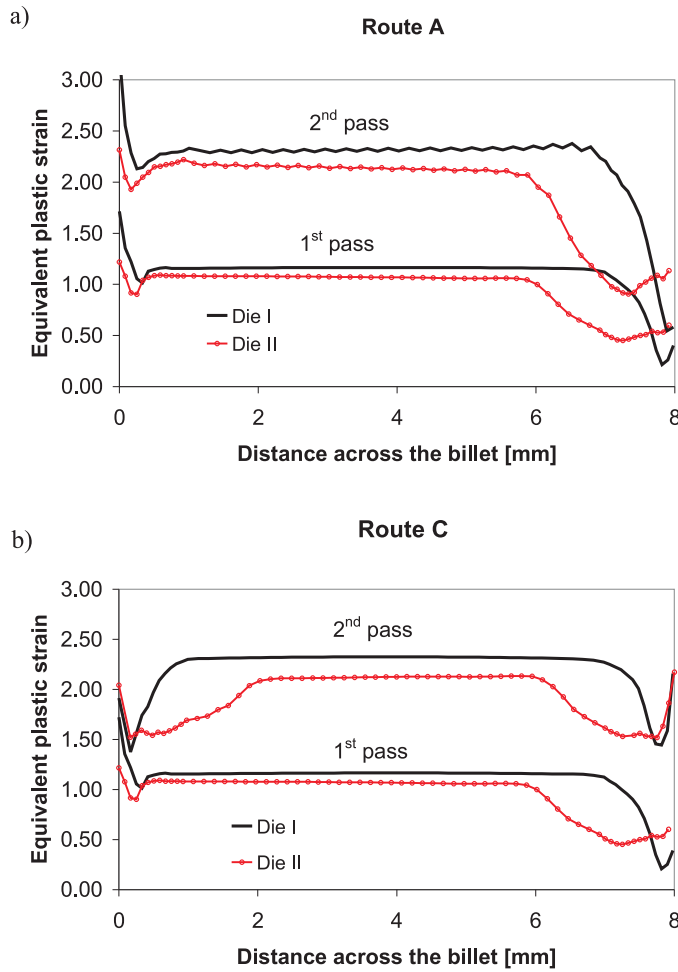 a)
Route A
3.00
2.50
2.00
1.50
1.00
0.50
0.00
Equivalent plastic strain
2nd pass
1st pass
Die I
Die II
0 2 4 6 8
Distance across the billet [mm]
b)
Route C
3.00
2.50
2.00
1.50
1.00
0.50
0.00
Equivalent plastic strain
2nd pass
1st pass
Die I
Die II
0 2 4 6 8
Distance across the billet [mm]